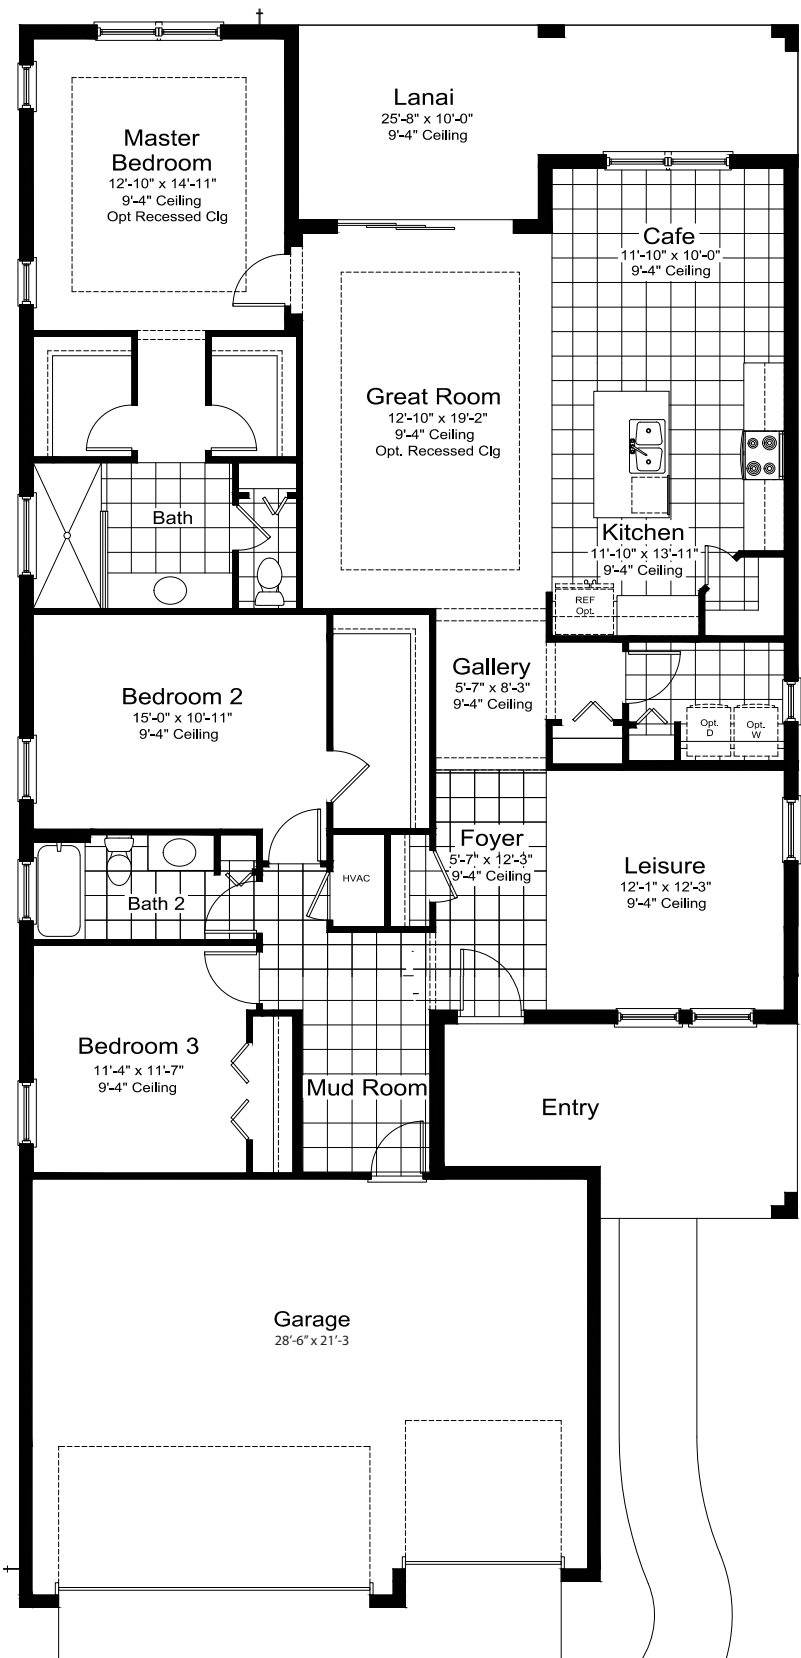 Lanai
25'-8" x 10'-0"
9'-4" Ceiling
Master
Bedroom
12'-10" x 14'-11"
9'-4" Ceiling
Opt Recessed Clg
Cafe
11'-10" x 10'-0"
9'-4" Ceiling
Great Room
12'-10" x 19'-2"
9'-4" Ceiling
Opt. Recessed Clg
Bath
Kitchen
11'-10" x 13'-11"
9'-4" Ceiling
REF
Opt.
Gallery
5'-7" x 8'-3"
9'-4" Ceiling
Bedroom 2
15'-0" x 10'-11"
9'-4" Ceiling
Opt.
D
Opt.
W
Foyer
5'-7" x 12'-3"
9'-4" Ceiling
Leisure
12'-1" x 12'-3"
9'-4" Ceiling
HVAC
Bath 2
Bedroom 3
11'-4" x 11'-7"
9'-4" Ceiling
Mud Room
Entry
Garage
28'-6" x 21'-3